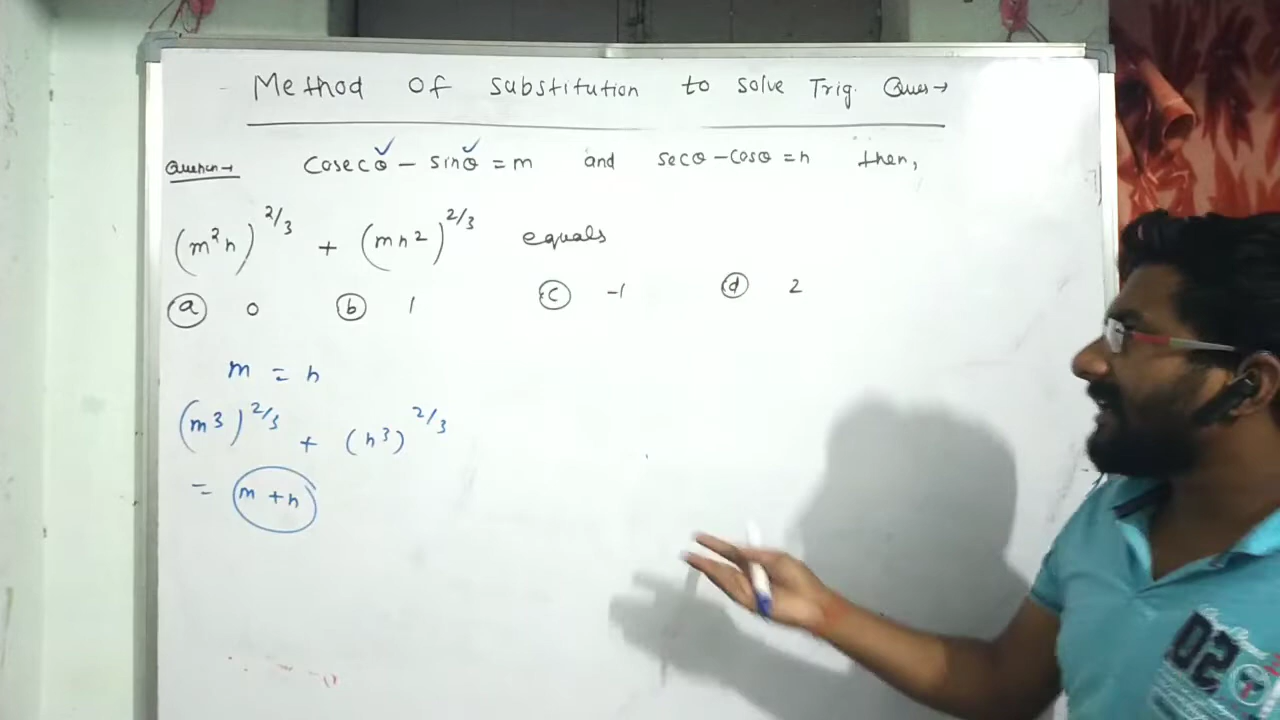 Method Of substitution to solve Trig. Ques→
Cosecθ - sinθ = m and secθ - cosθ = n then,
(m²n)^2/3 + (mn²)^2/3 equals
(a) 0 (b) 1 (c) -1 (d) 2
m = n
(m³)^2/3 + (n³)^2/3
= m + n
02